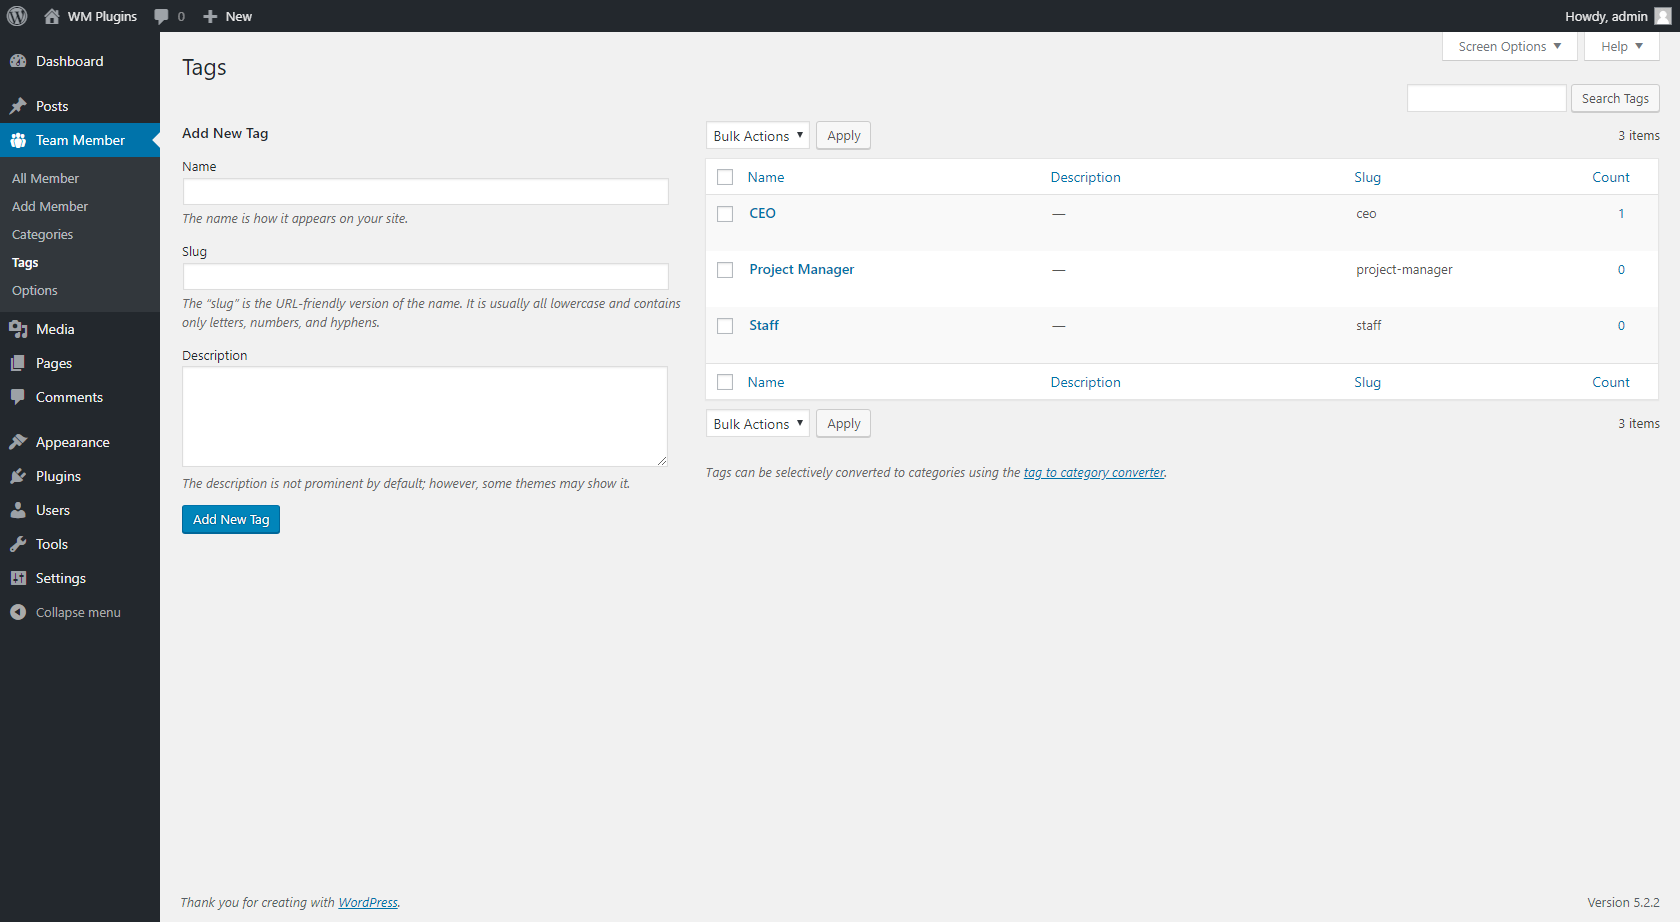 WM Plugins 0 New Howdy, admin
Dashboard
Posts
Team Member
All Member
Add Member
Categories
Tags
Options
Media
Pages
Comments
Appearance
Plugins
Users
Tools
Settings
Collapse menu
Screen Options ▼ Help ▼
Tags
Search Tags
Add New Tag
Name
The name is how it appears on your site.
Slug
The “slug” is the URL-friendly version of the name. It is usually all lowercase and contains
only letters, numbers, and hyphens.
Description
The description is not prominent by default; however, some themes may show it.
Add New Tag
Bulk Actions ▼ Apply 3 items
Name Description Slug Count
CEO — ceo 1
Project Manager — project-manager 0
Staff — staff 0
Name Description Slug Count
Bulk Actions ▼ Apply 3 items
Tags can be selectively converted to categories using the tag to category converter.
Thank you for creating with WordPress. Version 5.2.2